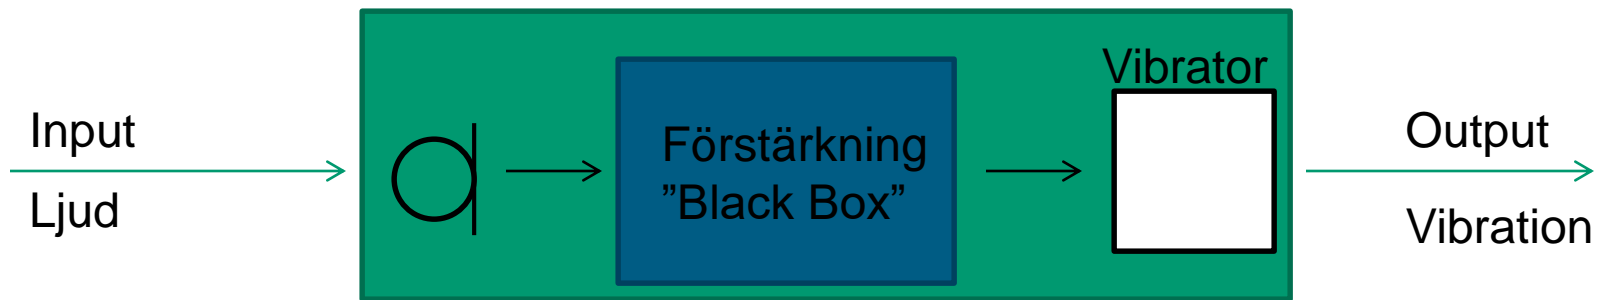 Input
Ljud
Förstärkning
”Black Box”
Vibrator
Output
Vibration